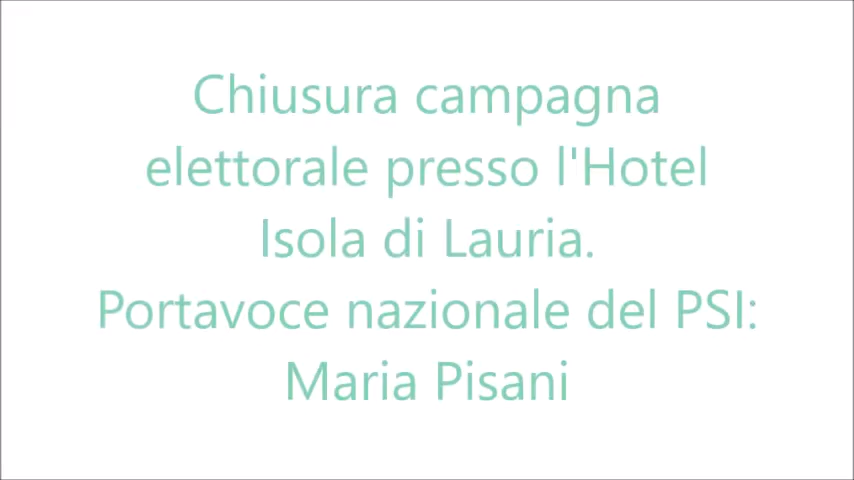 Chiusura campagna
elettorale presso l'Hotel
Isola di Lauria.
Portavoce nazionale del PSI:
Maria Pisani